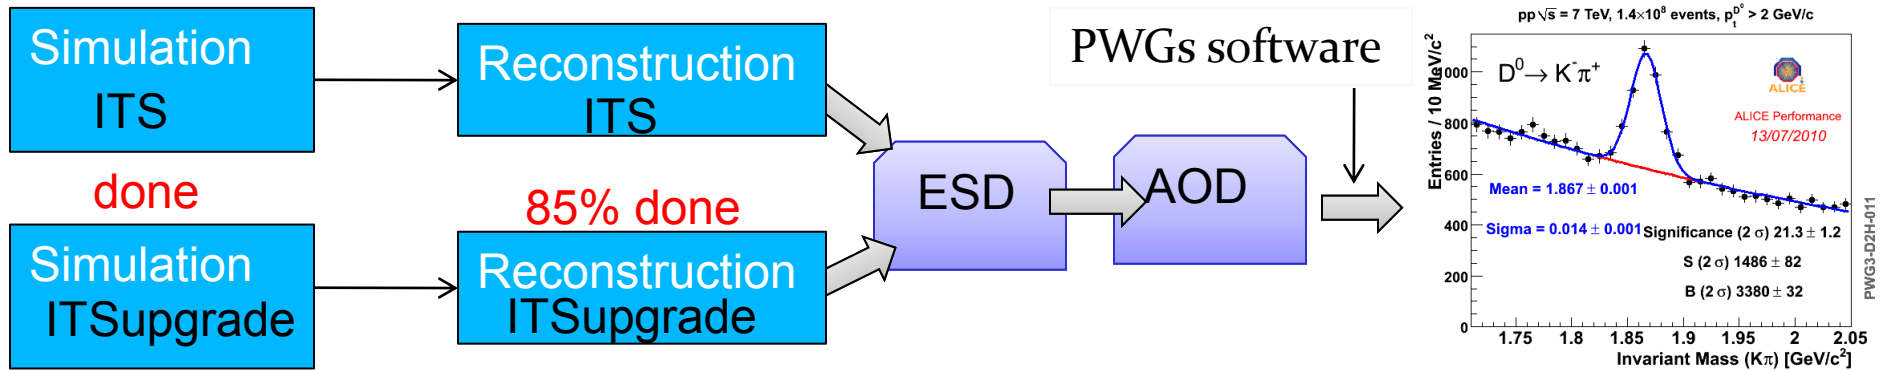 Simulation
ITS
done
Simulation
ITSupgrade
Reconstruction
ITS
85% done
Reconstruction
ITSupgrade
ESD
AOD
PWGs software
pp √s = 7 TeV, 1.4×10⁸ events, pₜᴰ⁰ > 2 GeV/c
Entries / 10 MeV/c²
D⁰→ K⁻π⁺
ALICE
ALICE Performance
13/07/2010
Mean = 1.867 ± 0.001
Sigma = 0.014 ± 0.001
Significance (2 σ) 21.3 ± 1.2
S (2 σ) 1486 ± 82
B (2 σ) 3380 ± 32
1000
800
600
400
200
0
1.75 1.8 1.85 1.9 1.95 2 2.05
Invariant Mass (Kπ) [GeV/c²]
PWG3-D2H-011